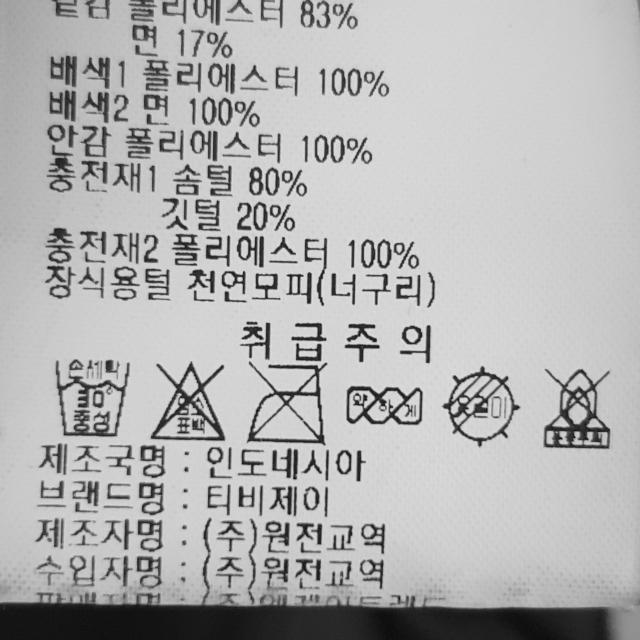 겉감 폴리에스터 83%
면 17%
배색1 폴리에스터 100%
배색2 면 100%
안감 폴리에스터 100%
충전재1 솜털 80%
깃털 20%
충전재2 폴리에스터 100%
장식용털 천연모피(너구리)
취급주의
손세탁
30°
중성
염소
표백
약하게
옷걸이
제조국명 : 인도네시아
브랜드명 : 티비제이
제조자명 : (주)원전교역
수입자명 : (주)원전교역